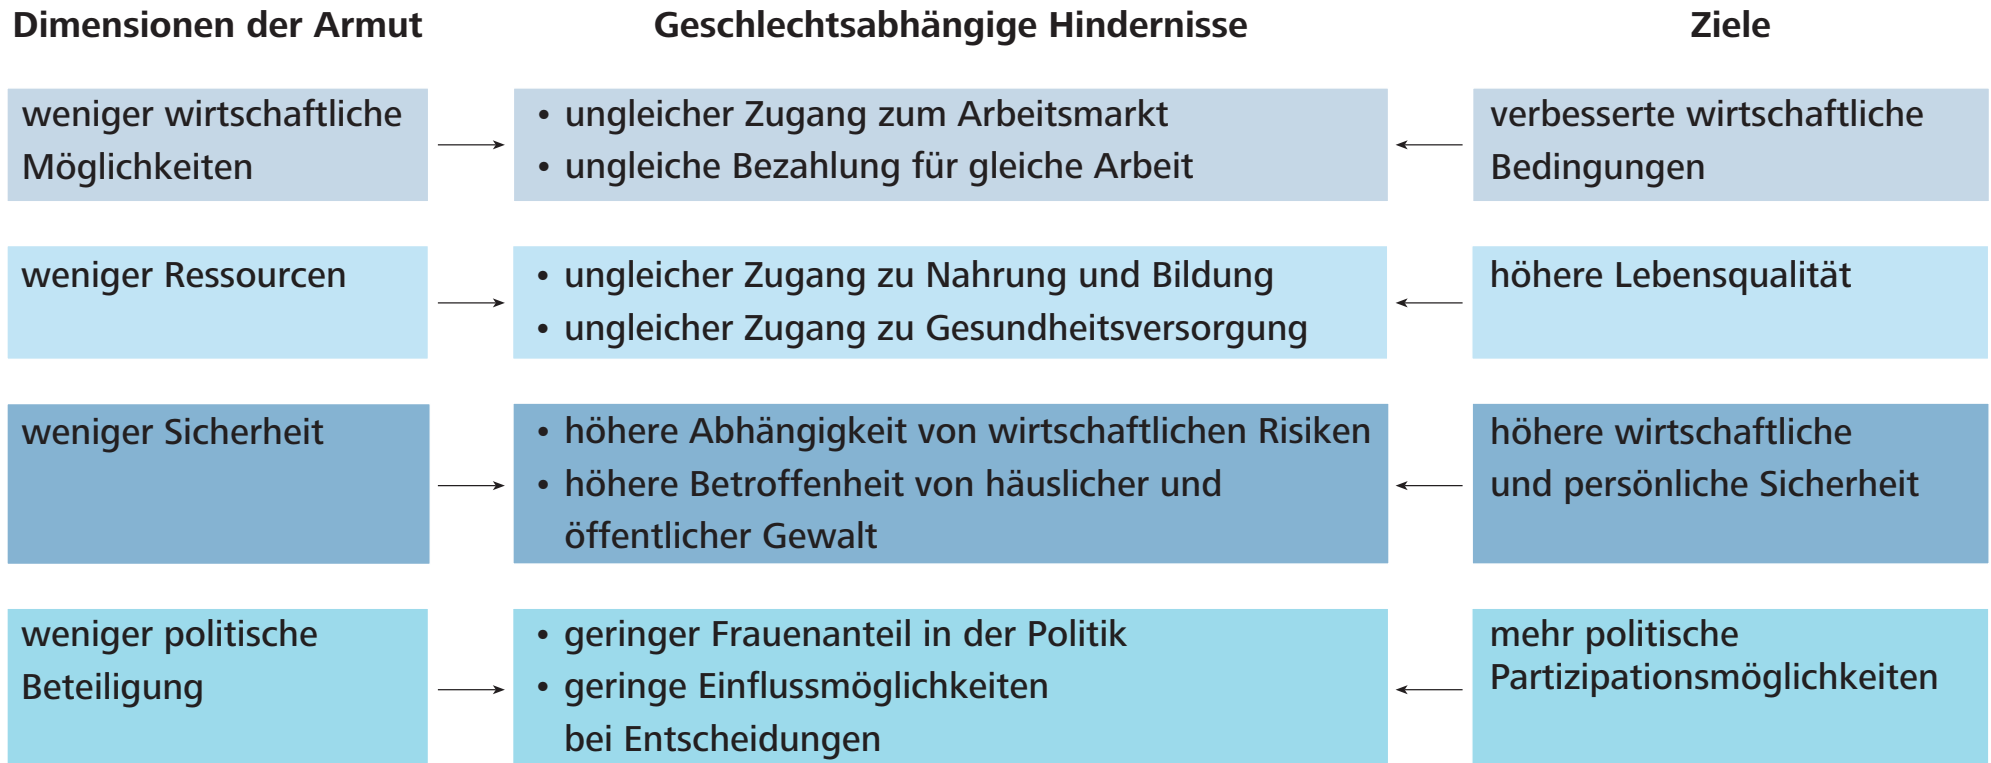 Dimensionen der Armut
Geschlechtsabhängige Hindernisse
Ziele
weniger wirtschaftliche
Möglichkeiten
• ungleicher Zugang zum Arbeitsmarkt
• ungleiche Bezahlung für gleiche Arbeit
verbesserte wirtschaftliche
Bedingungen
weniger Ressourcen
• ungleicher Zugang zu Nahrung und Bildung
• ungleicher Zugang zu Gesundheitsversorgung
höhere Lebensqualität
weniger Sicherheit
• höhere Abhängigkeit von wirtschaftlichen Risiken
• höhere Betroffenheit von häuslicher und
öffentlicher Gewalt
höhere wirtschaftliche
und persönliche Sicherheit
weniger politische
Beteiligung
• geringer Frauenanteil in der Politik
• geringe Einflussmöglichkeiten
bei Entscheidungen
mehr politische
Partizipationsmöglichkeiten